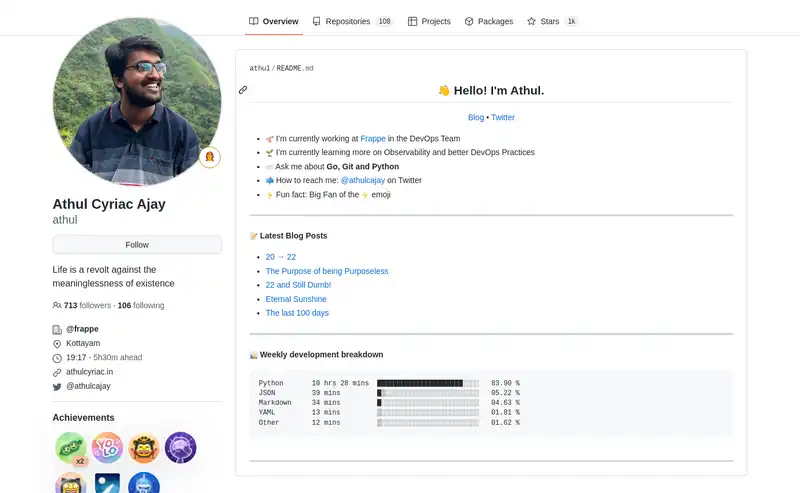 Overview
Repositories 108
Projects
Packages
Stars 1k
Athul Cyriac Ajay
athul
Follow
Life is a revolt against the
meaninglessness of existence
713 followers · 106 following
@frappe
Kottayam
19:17 - 5h30m ahead
athulcyriac.in
@athulcajay
Achievements
YOLO
x2
athul / README.md
👋 Hello! I'm Athul.
Blog • Twitter
I'm currently working at Frappe in the DevOps Team
🌱 I'm currently learning more on Observability and better DevOps Practices
Ask me about Go, Git and Python
📫 How to reach me: @athulcajay on Twitter
⚡ Fun fact: Big Fan of the ⚡ emoji
📝 Latest Blog Posts
20 → 22
The Purpose of being Purposeless
22 and Still Dumb!
Eternal Sunshine
The last 100 days
📊 Weekly development breakdown
Python 10 hrs 28 mins 83.90 %
JSON 39 mins 05.22 %
Markdown 34 mins 04.63 %
YAML 13 mins 01.81 %
Other 12 mins 01.62 %